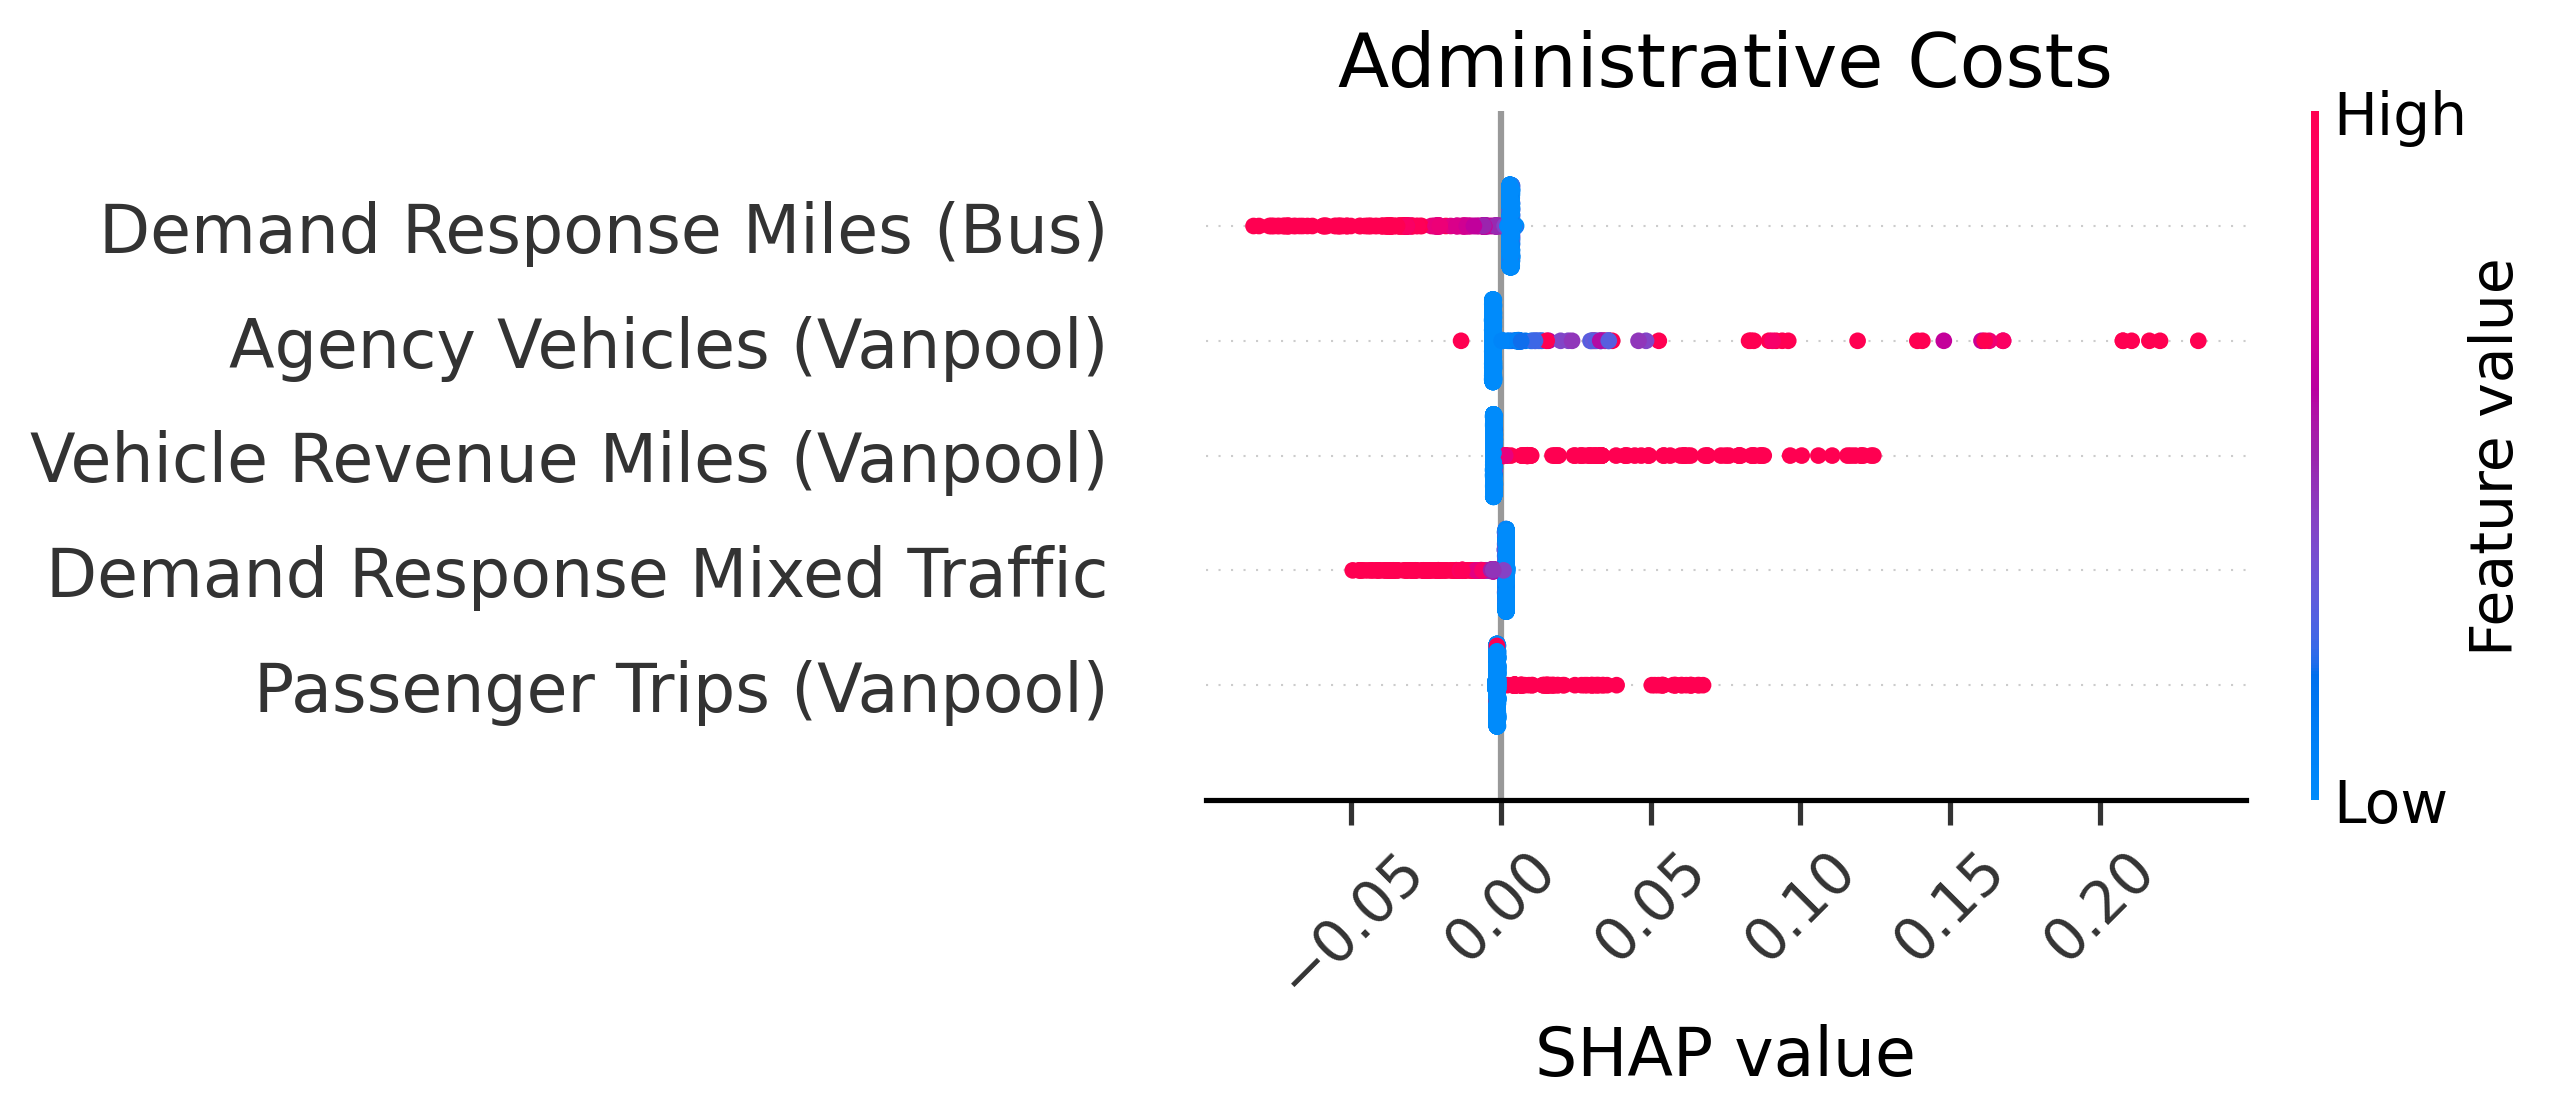 Administrative Costs
High
Demand Response Miles (Bus)
Agency Vehicles (Vanpool)
Vehicle Revenue Miles (Vanpool)
Demand Response Mixed Traffic
Passenger Trips (Vanpool)
Feature value
Low
−0.05 0.00 0.05 0.10 0.15 0.20
SHAP value